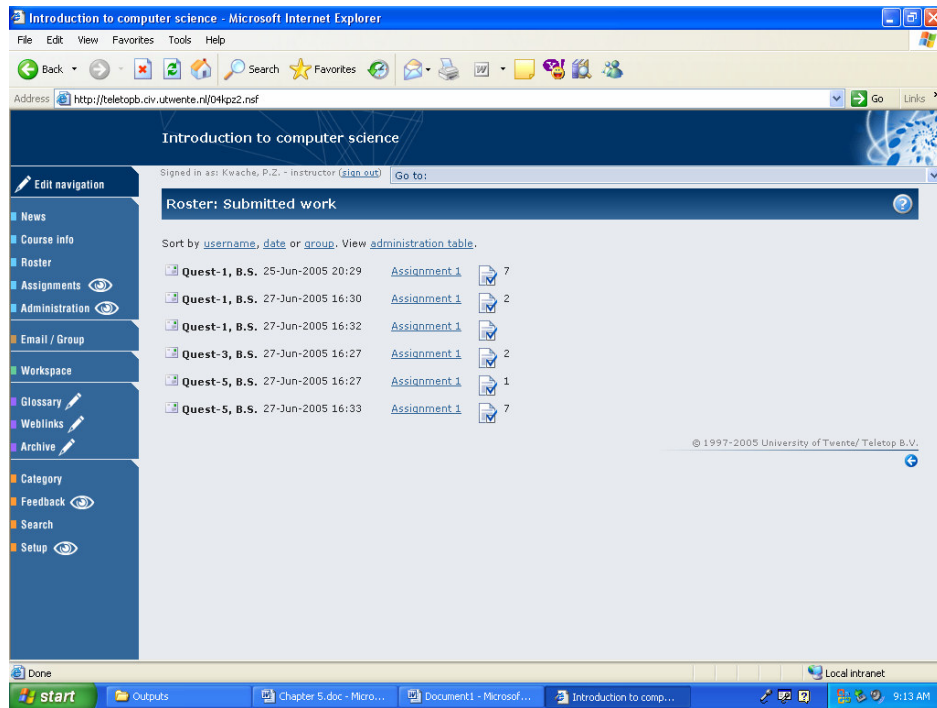 Introduction to computer science - Microsoft Internet Explorer
File Edit View Favorites Tools Help
Back Search Favorites
Address http://teletopb.civ.utwente.nl/04kpz2.nsf Go Links
Introduction to computer science
Signed in as: Kwache, P.Z. - instructor (sign out) Go to:
Edit navigation
Roster: Submitted work
News
Course info
Roster
Assignments
Administration
Email / Group
Workspace
Glossary
Weblinks
Archive
Category
Feedback
Search
Setup
Sort by username, date or group. View administration table.
Quest-1, B.S. 25-Jun-2005 20:29 Assignment 1 7
Quest-1, B.S. 27-Jun-2005 16:30 Assignment 1 2
Quest-1, B.S. 27-Jun-2005 16:32 Assignment 1
Quest-3, B.S. 27-Jun-2005 16:27 Assignment 1 2
Quest-5, B.S. 27-Jun-2005 16:27 Assignment 1 1
Quest-5, B.S. 27-Jun-2005 16:33 Assignment 1 7
© 1997-2005 University of Twente/ Teletop B.V.
Done Local intranet
start Outputs Chapter 5.doc - Micro... Document1 - Microsof... Introduction to comp... 9:13 AM